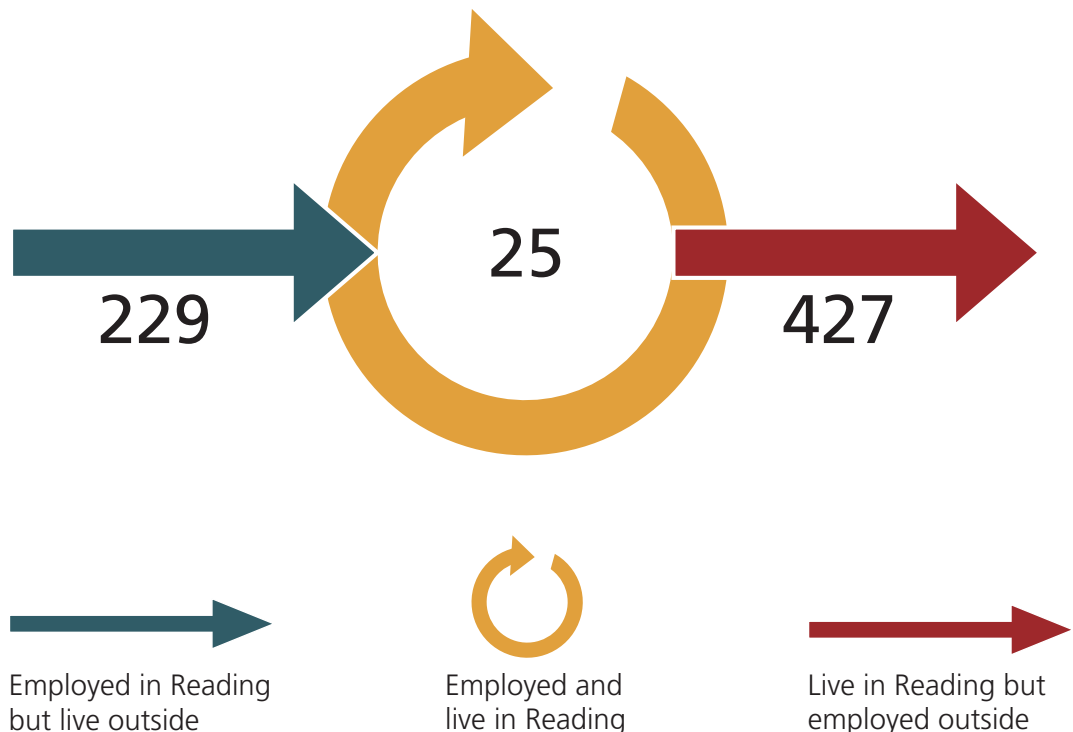 25
229
427
Employed in Reading
but live outside
Employed and
live in Reading
Live in Reading but
employed outside